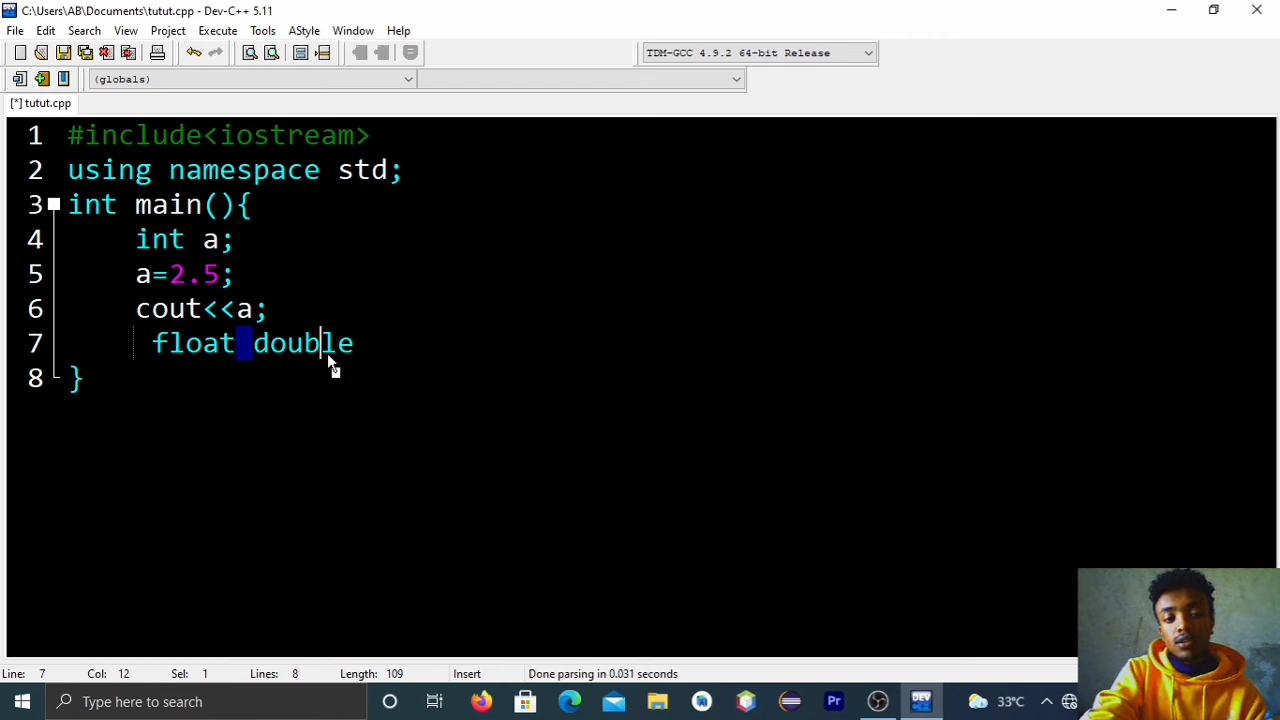 C:\Users\AB\Documents\tutut.cpp - Dev-C++ 5.11
File Edit Search View Project Execute Tools AStyle Window Help
TDM-GCC 4.9.2 64-bit Release
(globals)
[*] tutut.cpp
1 #include<iostream>
2 using namespace std;
3 int main(){
4 int a;
5 a=2.5;
6 cout<<a;
7 float double
8 }
Line: 7 Col: 12 Sel: 1 Lines: 8 Length: 109 Insert Done parsing in 0.031 seconds
Type here to search Pr DEV 33°C